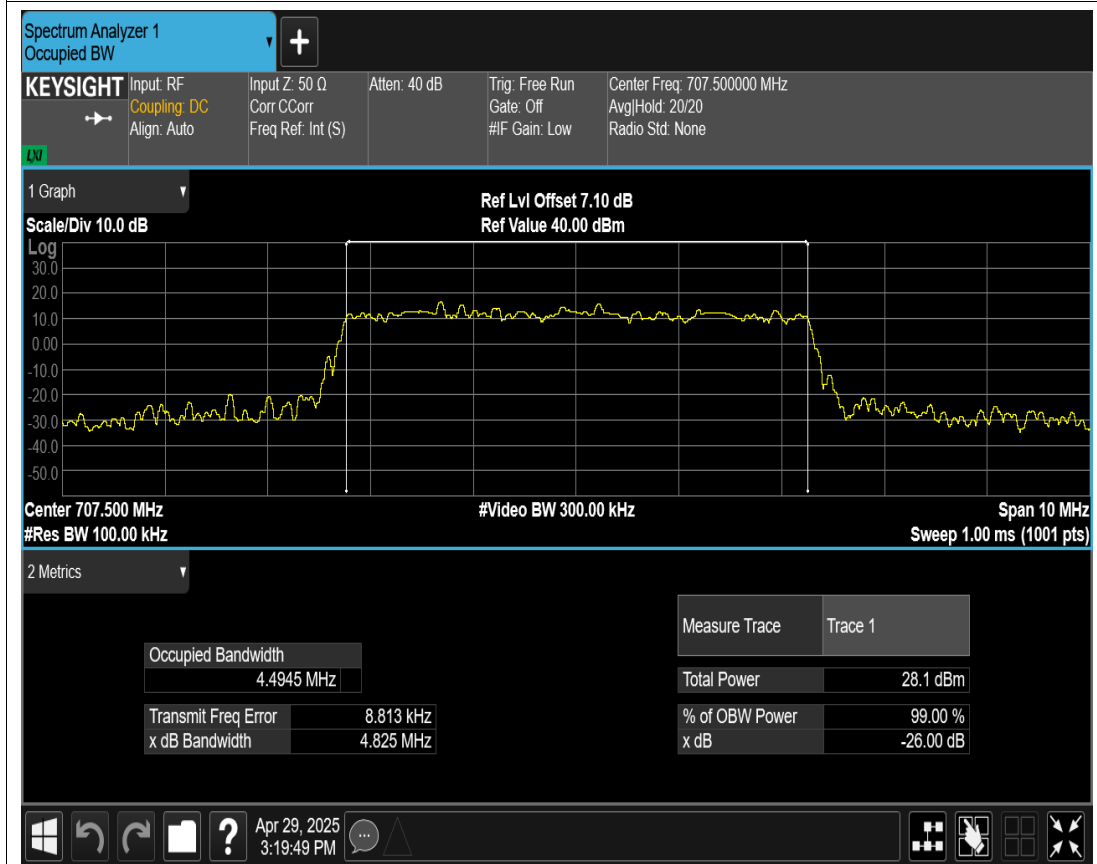 Spectrum Analyzer 1
Occupied BW
KEYSIGHT
Input: RF
Coupling: DC
Align: Auto
Input Z: 50 Ω
Corr CCorr
Freq Ref: Int (S)
Atten: 40 dB
Trig: Free Run
Gate: Off
#IF Gain: Low
Center Freq: 707.500000 MHz
Avg|Hold: 20/20
Radio Std: None
LXI
1 Graph
Ref Lvl Offset 7.10 dB
Scale/Div 10.0 dB
Ref Value 40.00 dBm
Log
30.0
20.0
10.0
0.00
-10.0
-20.0
-30.0
-40.0
-50.0
Center 707.500 MHz
#Video BW 300.00 kHz
Span 10 MHz
#Res BW 100.00 kHz
Sweep 1.00 ms (1001 pts)
2 Metrics
Measure Trace Trace 1
Occupied Bandwidth
4.4945 MHz
Total Power 28.1 dBm
Transmit Freq Error 8.813 kHz
% of OBW Power 99.00 %
x dB Bandwidth 4.825 MHz
x dB -26.00 dB
?
Apr 29, 2025
3:19:49 PM